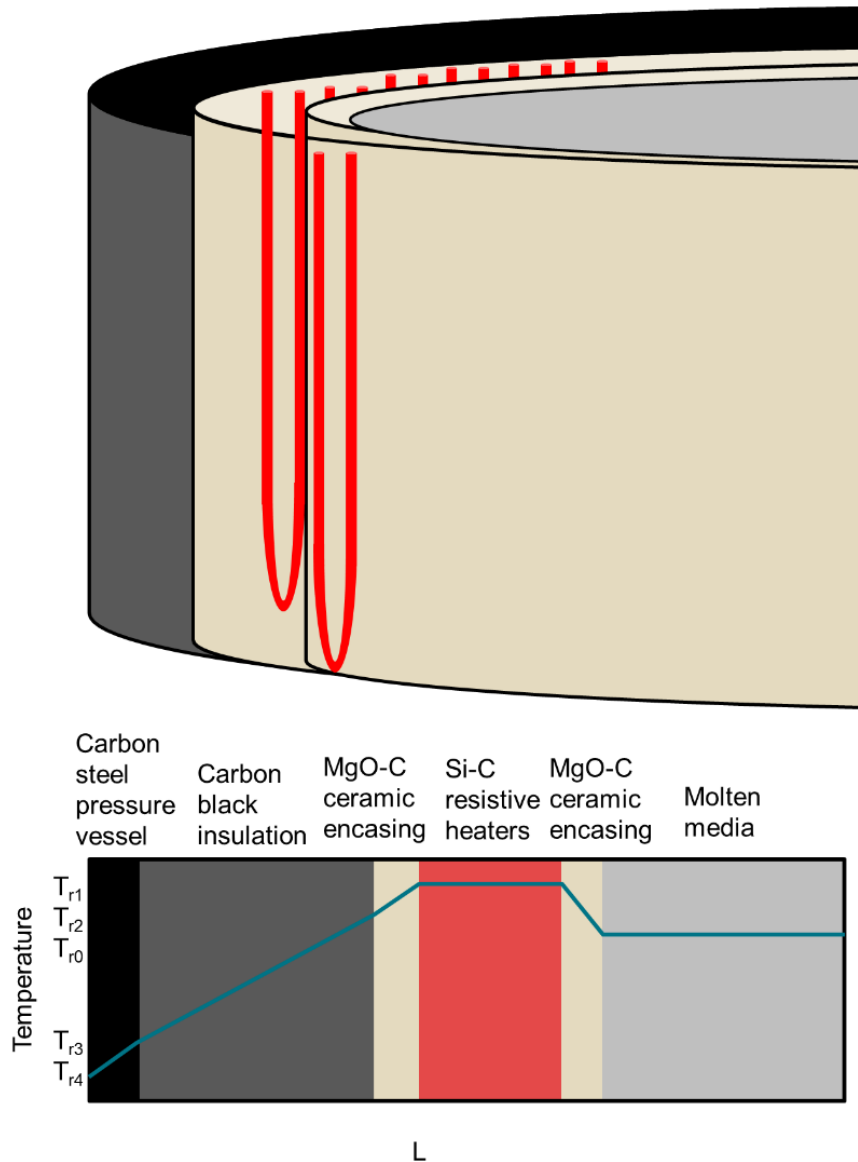 Carbon
steel
pressure
vessel
Carbon
black
insulation
MgO-C
ceramic
encasing
Si-C
resistive
heaters
MgO-C
ceramic
encasing
Molten
media
Temperature
Tr1
Tr2
Tr0
Tr3
Tr4
L